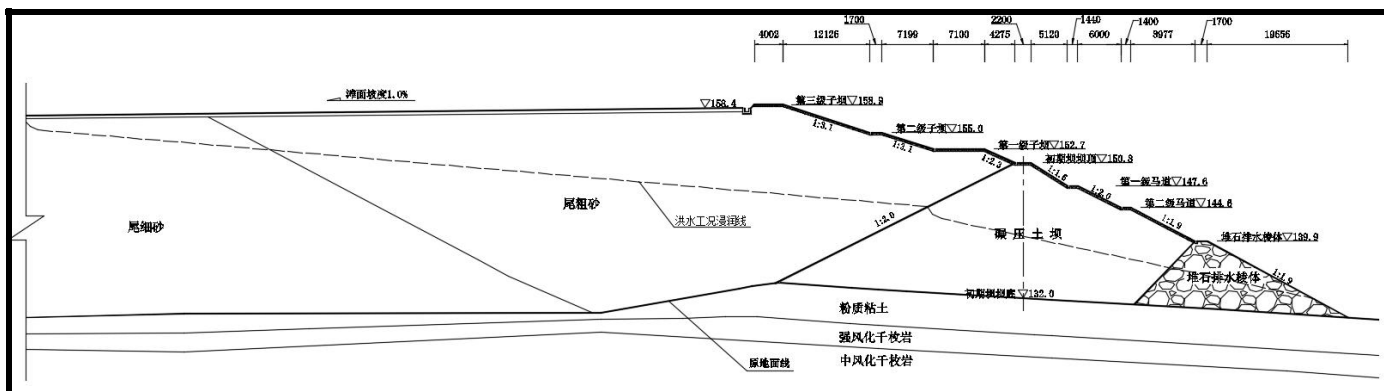 1700 2200 1440 1400 1700
4002 12126 7199 7100 4275 5120 6000 8977 19656
滩面坡度1.0%
▽158.4
第三级子坝▽158.9
1:3.1
第二级子坝▽155.0
1:3.1
第一级子坝▽152.7
1:2.3
初期坝坝顶▽150.3
1:1.6
第一级马道▽147.6
1:2.0
第二级马道▽144.6
1:1.9
堆石排水棱体▽139.9
1:1.9
尾细砂
尾粗砂
洪水工况浸润线
1:2.0
碾压土坝
堆石排水棱体
初期坝坝底▽132.0
粉质粘土
强风化千枚岩
中风化千枚岩
原地面线